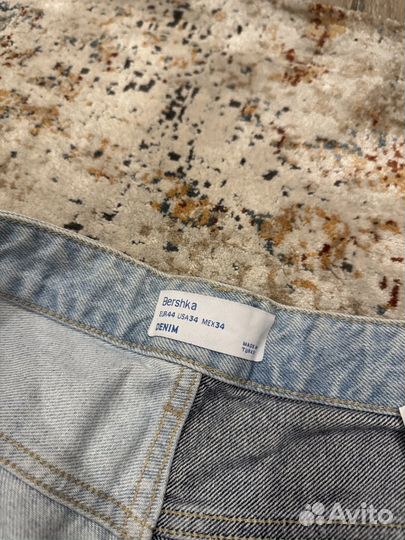 Bershka
EUR44 USA34 MEX34
DENIM
MADE IN
TURKEY
Avito